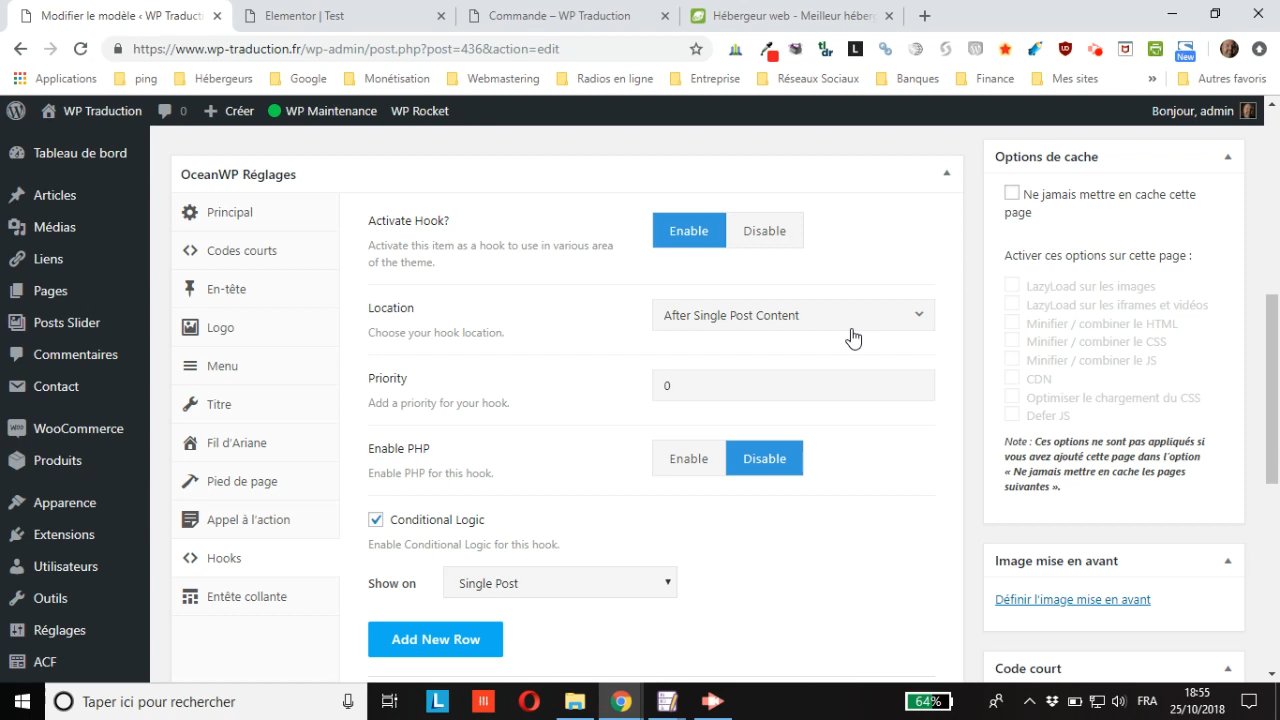 Modifier le modèle ‹ WP Traducti
Elementor | Test
Commande – WP Traduction
Hébergeur web - Meilleur héberg
https://www.wp-traduction.fr/wp-admin/post.php?post=436&action=edit
tldr
L
New
Applications
ping
Hébergeurs
Google
Monétisation
Webmastering
Radios en ligne
Entreprise
Réseaux Sociaux
Banques
Finance
Mes sites
»
Autres favoris
WP Traduction
0
Créer
WP Maintenance
WP Rocket
Bonjour, admin
Tableau de bord
Articles
Médias
Liens
Pages
Posts Slider
Commentaires
Contact
WooCommerce
Produits
Apparence
Extensions
Utilisateurs
Outils
Réglages
ACF
OceanWP Réglages
Principal
Codes courts
En-tête
Logo
Menu
Titre
Fil d'Ariane
Pied de page
Appel à l'action
Hooks
Entête collante
Activate Hook?
Activate this item as a hook to use in various area
of the theme.
Enable
Disable
Location
Choose your hook location.
After Single Post Content
Priority
Add a priority for your hook.
0
Enable PHP
Enable PHP for this hook.
Enable
Disable
Conditional Logic
Enable Conditional Logic for this hook.
Show on
Single Post
Add New Row
Options de cache
Ne jamais mettre en cache cette
page
Activer ces options sur cette page :
LazyLoad sur les images
LazyLoad sur les iframes et vidéos
Minifier / combiner le HTML
Minifier / combiner le CSS
Minifier / combiner le JS
CDN
Optimiser le chargement du CSS
Defer JS
Note : Ces options ne sont pas appliqués si
vous avez ajouté cette page dans l'option
« Ne jamais mettre en cache les pages
suivantes ».
Image mise en avant
Définir l'image mise en avant
Code court
Taper ici pour rechercher
L
64%
FRA
18:55
25/10/2018